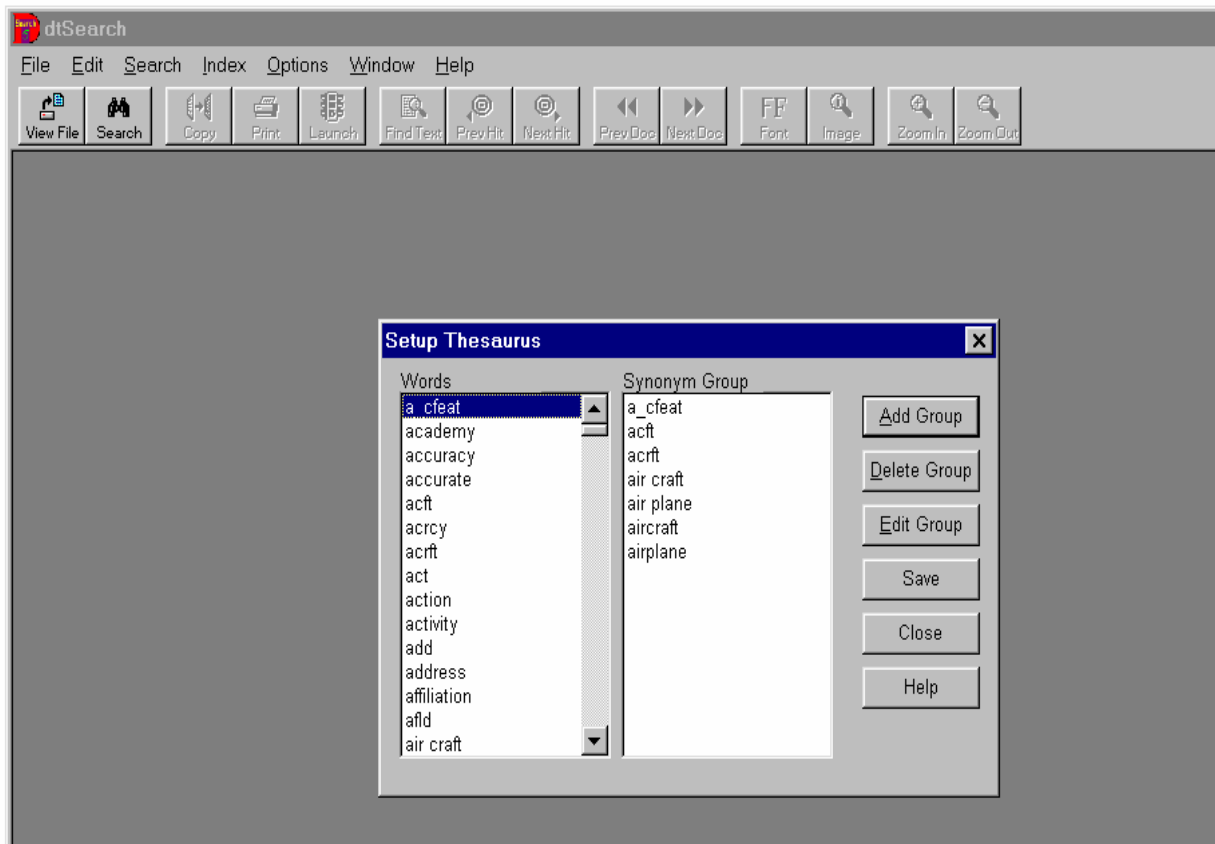 dtSearch
File Edit Search Index Options Window Help
View File Search Copy Print Launch Find Text Prev Hit Next Hit Prev Doc Next Doc FF Font Image Zoom In Zoom Out
Setup Thesaurus
Words
a_cfeat
academy
accuracy
accurate
acft
acrcy
acrft
act
action
activity
add
address
affiliation
afld
air craft
Synonym Group
a_cfeat
acft
acrft
air craft
air plane
aircraft
airplane
Add Group
Delete Group
Edit Group
Save
Close
Help